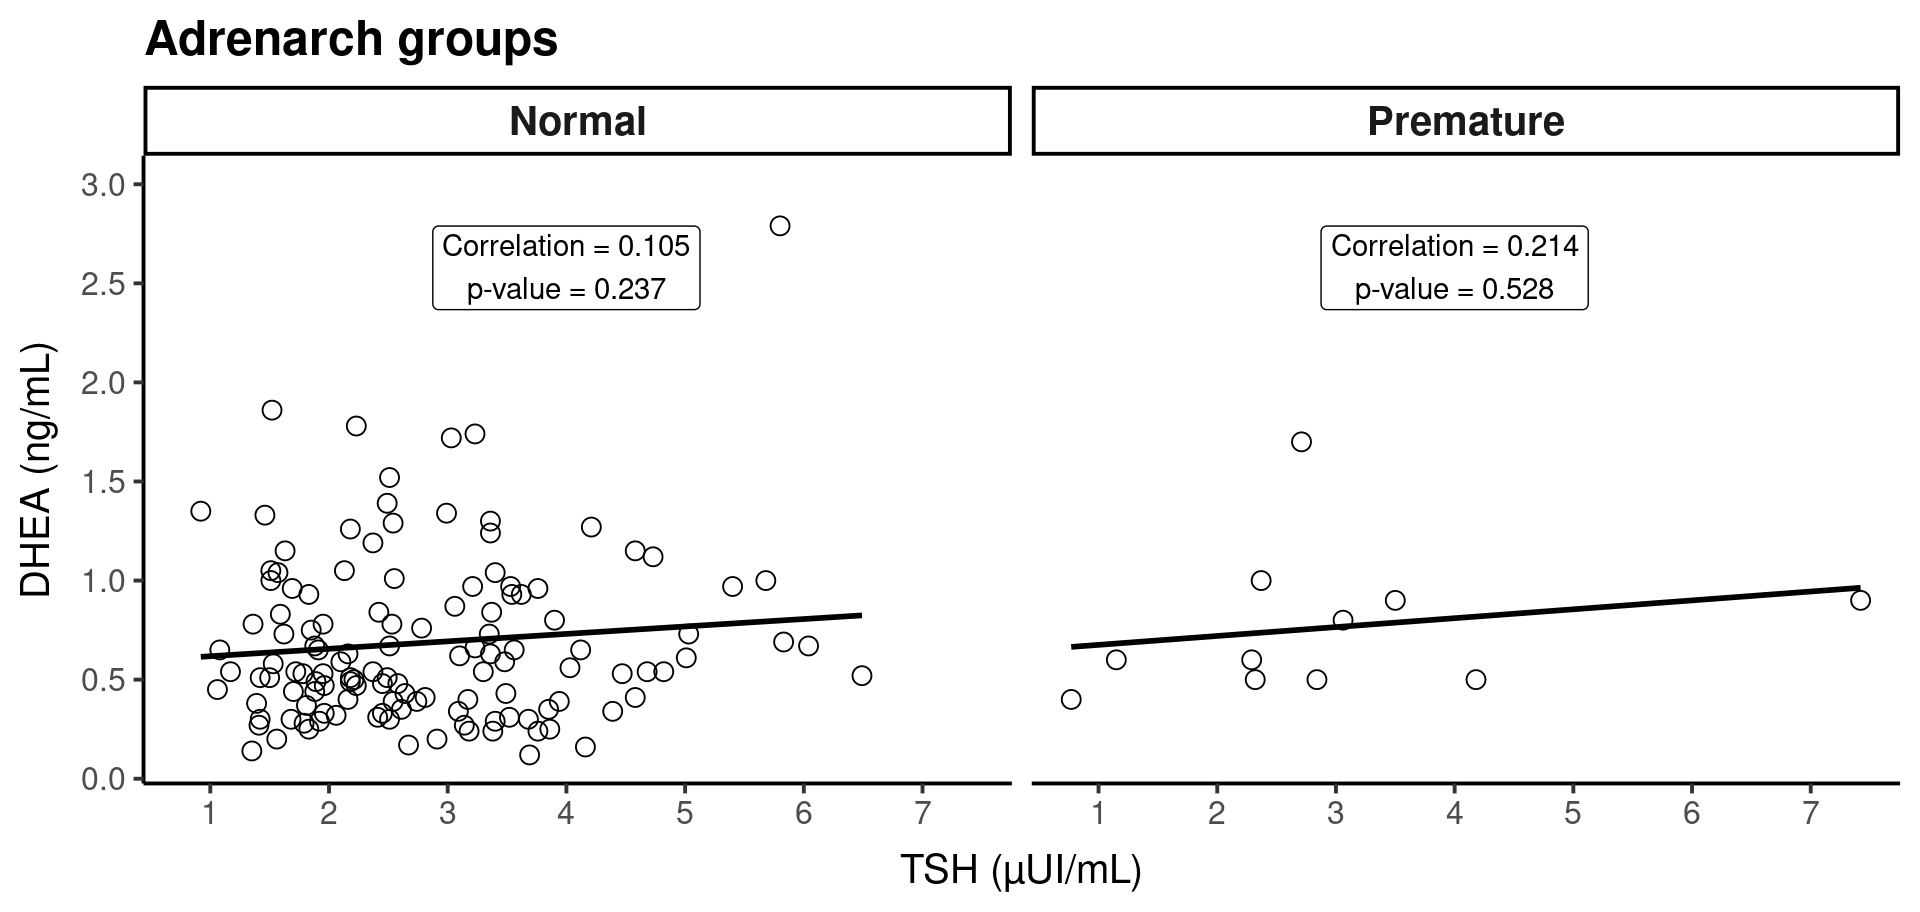 Adrenarch groups
Normal
Premature
3.0
2.5
2.0
1.5
1.0
0.5
0.0
DHEA (ng/mL)
Correlation = 0.105
p-value = 0.237
Correlation = 0.214
p-value = 0.528
1 2 3 4 5 6 7
1 2 3 4 5 6 7
TSH (µUI/mL)